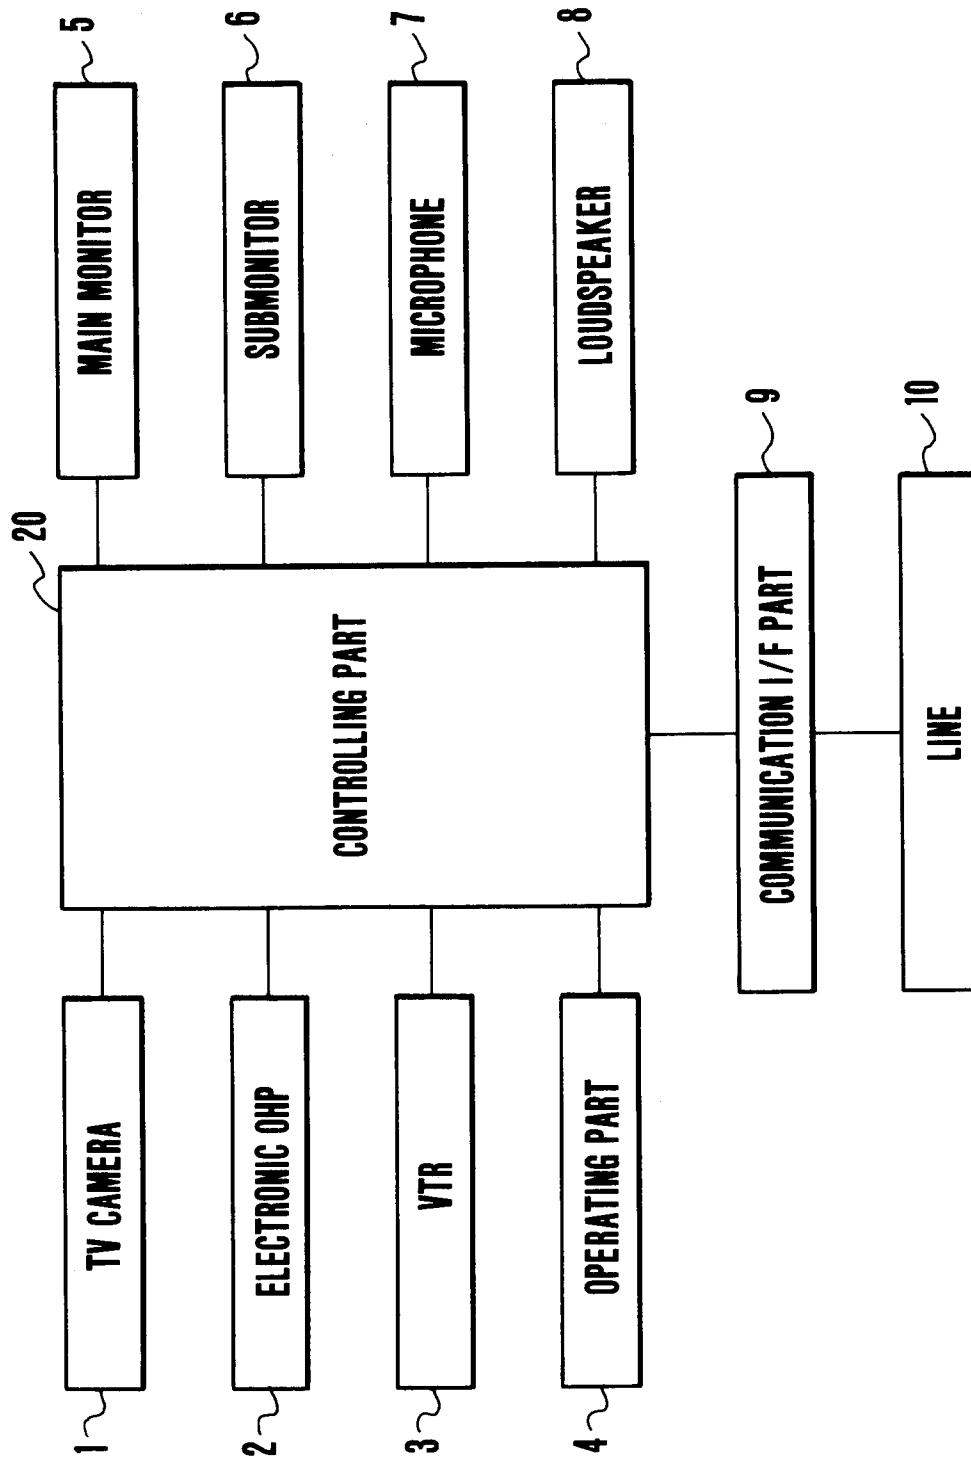 20
1
TV CAMERA
2
ELECTRONIC OHP
3
VTR
4
OPERATING PART
CONTROLLING PART
MAIN MONITOR
5
SUBMONITOR
6
MICROPHONE
7
LOUDSPEAKER
8
COMMUNICATION I/F PART
9
LINE
10